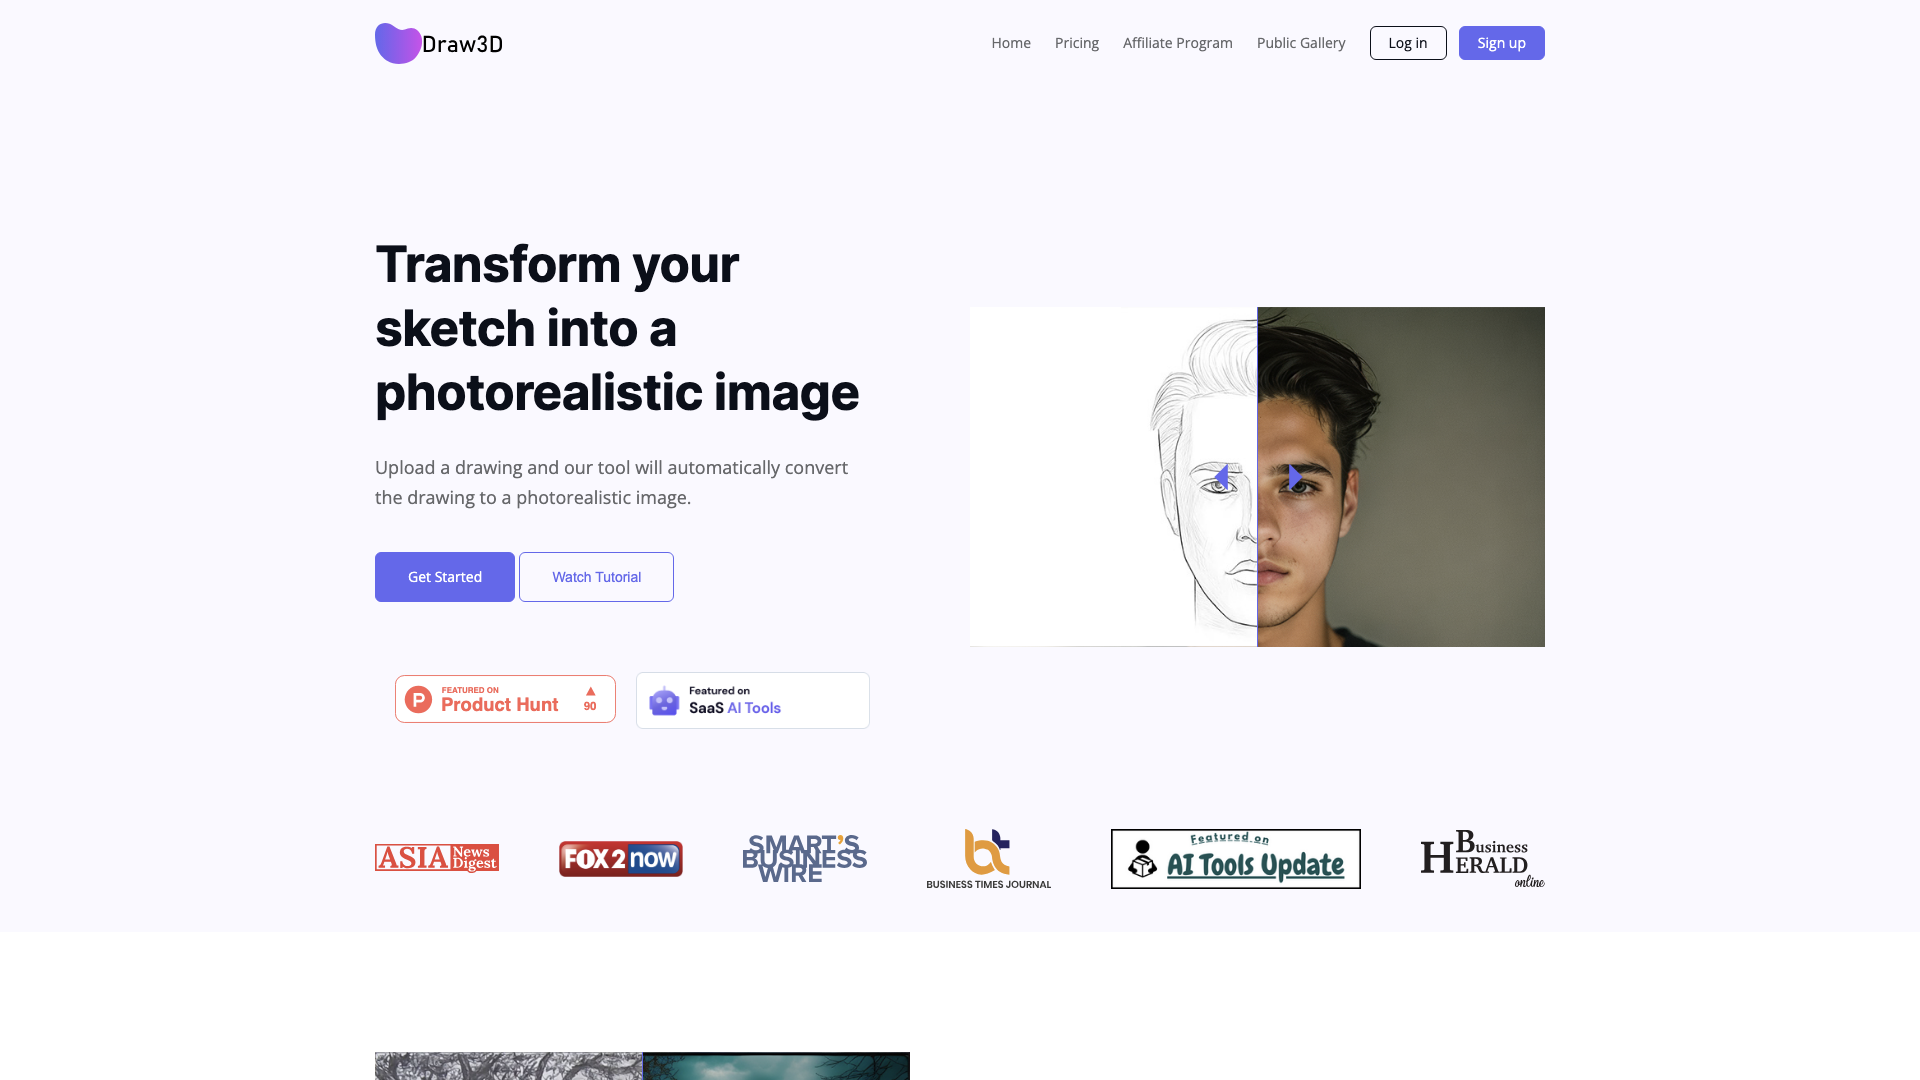 Draw3D
Home
Pricing
Affiliate Program
Public Gallery
Log in
Sign up
Transform your
sketch into a
photorealistic image
Upload a drawing and our tool will automatically convert
the drawing to a photorealistic image.
Get Started
Watch Tutorial
P
FEATURED ON
Product Hunt
▲
90
Featured on
SaaS AI Tools
ASIA News
Digest
FOX 2 now
SMART'S
BUSINESS
WIRE
bt
BUSINESS TIMES JOURNAL
Featured on
AI Tools Update
Business
HERALD
online